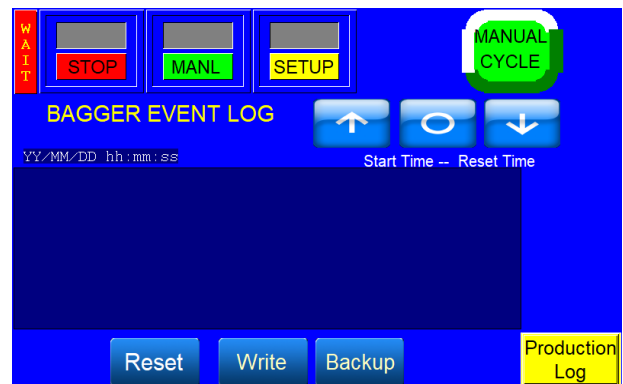 WAIT
STOP
MANL
SETUP
MANUAL
CYCLE
BAGGER EVENT LOG
YY/MM/DD hh:mm:ss
Start Time -- Reset Time
Reset
Write
Backup
Production
Log